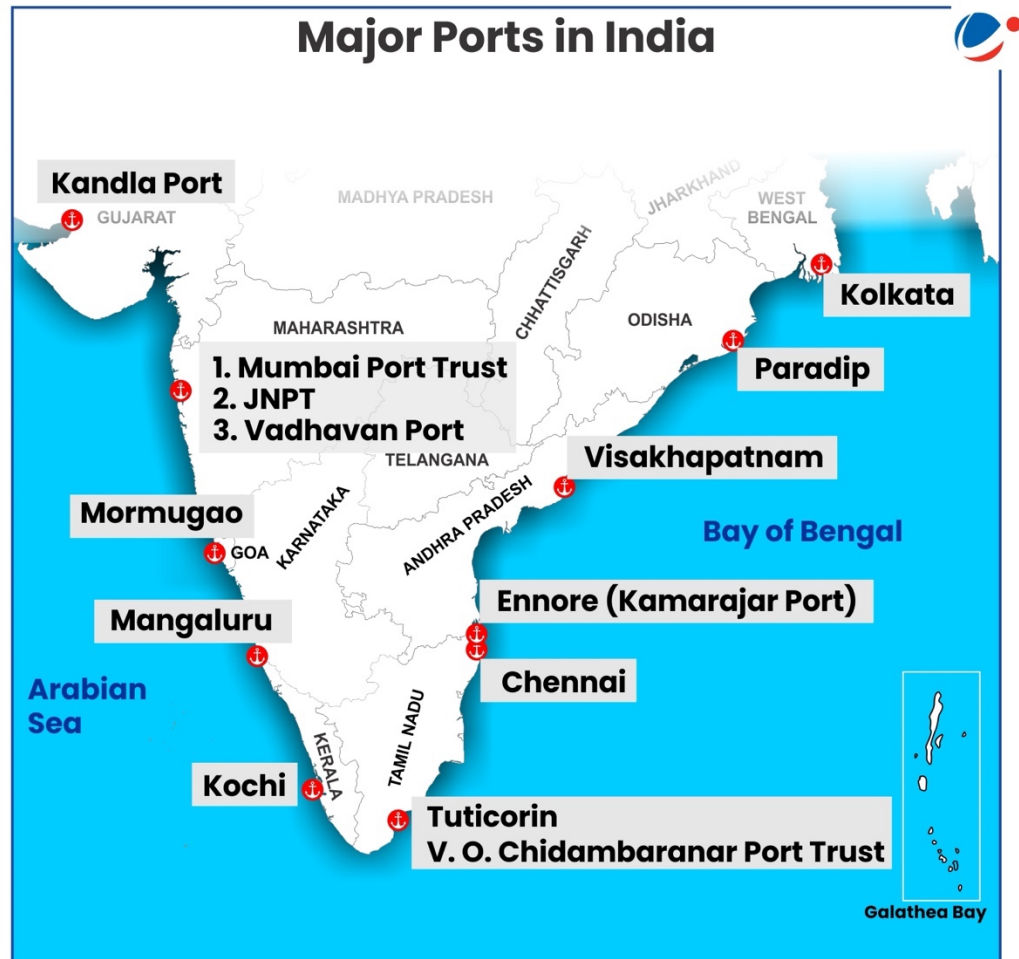 Major Ports in India
Kandla Port
GUJARAT
MADHYA PRADESH
JHARKHAND
WEST
BENGAL
CHHATTISGARH
Kolkata
MAHARASHTRA
ODISHA
1. Mumbai Port Trust
2. JNPT
3. Vadhavan Port
Paradip
TELANGANA
Visakhapatnam
Mormugao
GOA
KARNATAKA
ANDHRA PRADESH
Bay of Bengal
Ennore (Kamarajar Port)
Mangaluru
Chennai
Arabian
Sea
KERALA
TAMIL NADU
Kochi
Tuticorin
V. O. Chidambaranar Port Trust
Galathea Bay